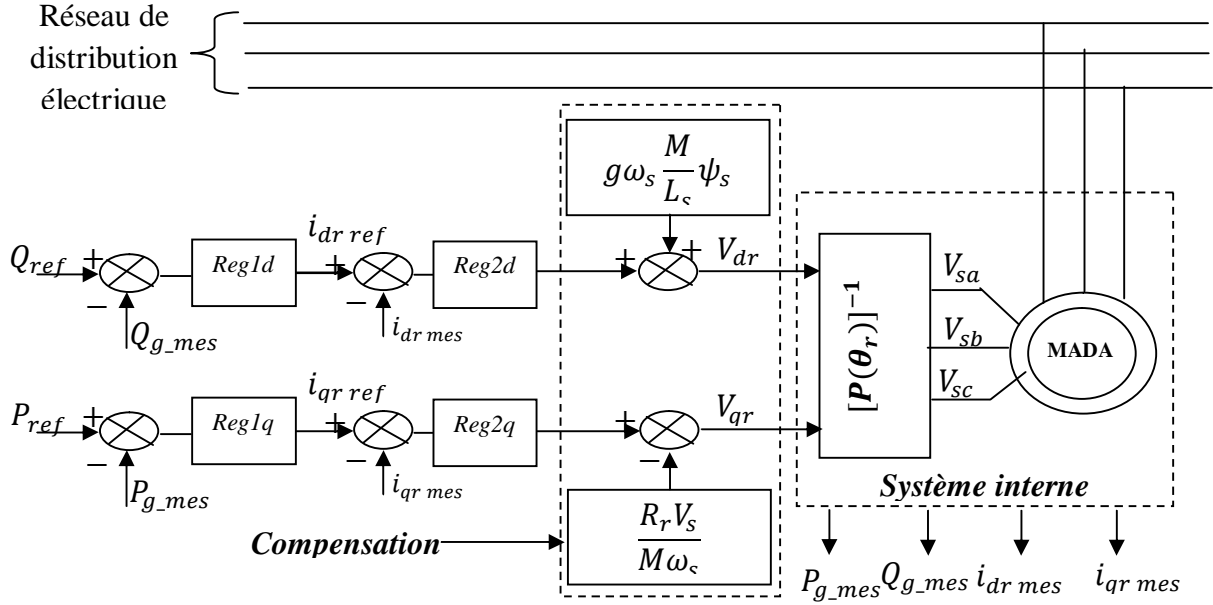 Réseau de
distribution
électrique
gω_s M/L_s ψ_s
Q_ref + − Reg1d i_dr ref + − Reg2d + + V_dr
Q_g_mes
i_dr mes
[P(θ_r)]^−1
V_sa
V_sb
V_sc
MADA
P_ref + − Reg1q i_qr ref + − Reg2q + − V_qr
P_g_mes
i_qr mes
Système interne
Compensation
R_r V_s / M ω_s
P_g_mes Q_g_mes i_dr mes i_qr mes